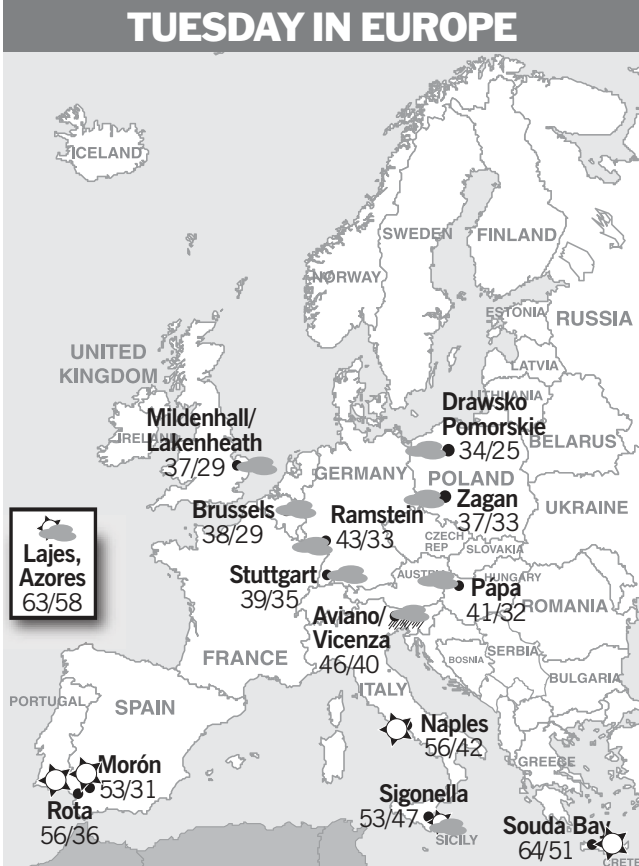 TUESDAY IN EUROPE
ICELAND
SWEDEN
FINLAND
NORWAY
ESTONIA
RUSSIA
LATVIA
LITHUANIA
UNITED
KINGDOM
IRELAND
Mildenhall/
Lakenheath
37/29
Drawsko
Pomorskie
34/25
BELARUS
GERMANY
POLAND
Zagan
37/33
UKRAINE
Brussels
38/29
Ramstein
43/33
CZECH
REP
SLOVAKIA
Lajes,
Azores
63/58
Stuttgart
39/35
AUSTRIA
HUNGARY
Pápa
41/32
ROMANIA
Aviano/
Vicenza
46/40
FRANCE
BOSNIA
SERBIA
BULGARIA
ITALY
PORTUGAL
SPAIN
Naples
56/42
GREECE
Morón
53/31
Rota
56/36
Sigonella
53/47
SICILY
Souda Bay
64/51
CRETE